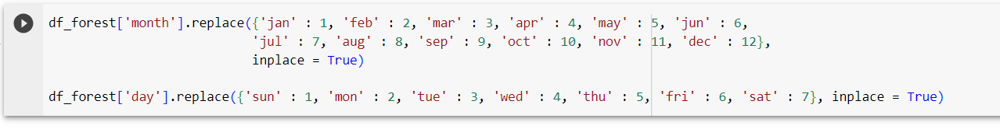 df_forest['month'].replace({'jan' : 1, 'feb' : 2, 'mar' : 3, 'apr' : 4, 'may' : 5, 'jun' : 6,
'jul' : 7, 'aug' : 8, 'sep' : 9, 'oct' : 10, 'nov' : 11, 'dec' : 12},
inplace = True)
df_forest['day'].replace({'sun' : 1, 'mon' : 2, 'tue' : 3, 'wed' : 4, 'thu' : 5, 'fri' : 6, 'sat' : 7}, inplace = True)